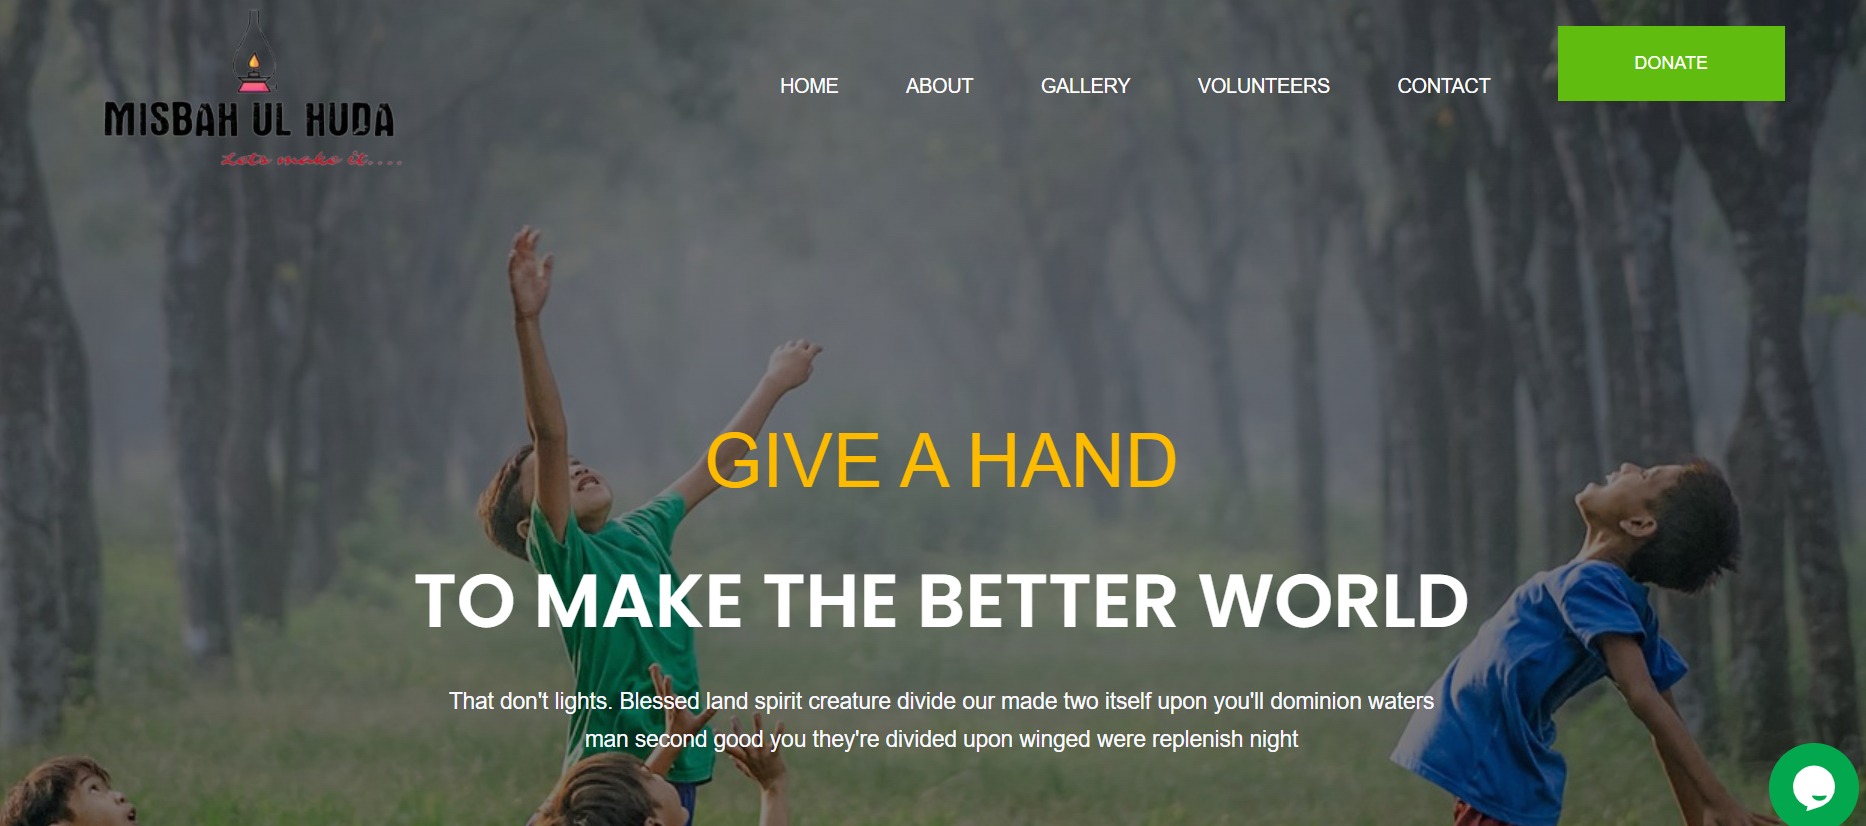 MISBAH UL HUDA
Lets make it....
HOME
ABOUT
GALLERY
VOLUNTEERS
CONTACT
DONATE
GIVE A HAND
TO MAKE THE BETTER WORLD
That don't lights. Blessed land spirit creature divide our made two itself upon you'll dominion waters
man second good you they're divided upon winged were replenish night